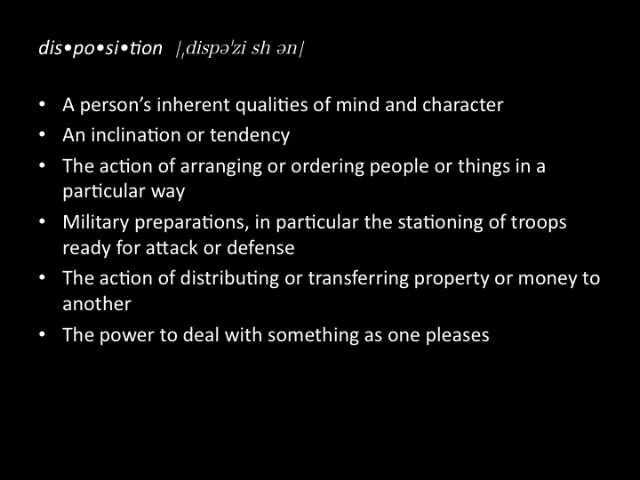 dis•po•si•tion |ˌdispəˈzi sh ən|
• A person’s inherent qualities of mind and character
• An inclination or tendency
• The action of arranging or ordering people or things in a
particular way
• Military preparations, in particular the stationing of troops
ready for attack or defense
• The action of distributing or transferring property or money to
another
• The power to deal with something as one pleases